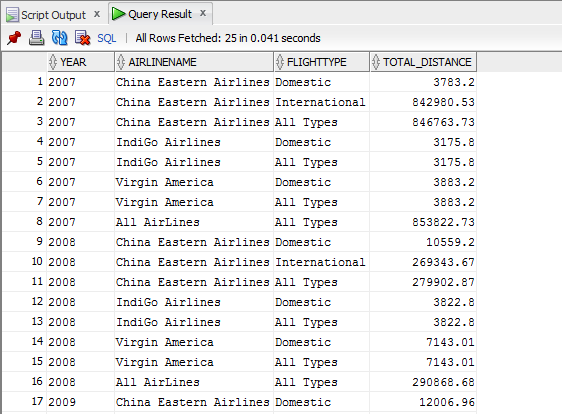 Script Output x Query Result x
SQL | All Rows Fetched: 25 in 0.041 seconds
YEAR AIRLINENAME FLIGHTTYPE TOTAL_DISTANCE
1 2007 China Eastern Airlines Domestic 3783.2
2 2007 China Eastern Airlines International 842980.53
3 2007 China Eastern Airlines All Types 846763.73
4 2007 IndiGo Airlines Domestic 3175.8
5 2007 IndiGo Airlines All Types 3175.8
6 2007 Virgin America Domestic 3883.2
7 2007 Virgin America All Types 3883.2
8 2007 All AirLines All Types 853822.73
9 2008 China Eastern Airlines Domestic 10559.2
10 2008 China Eastern Airlines International 269343.67
11 2008 China Eastern Airlines All Types 279902.87
12 2008 IndiGo Airlines Domestic 3822.8
13 2008 IndiGo Airlines All Types 3822.8
14 2008 Virgin America Domestic 7143.01
15 2008 Virgin America All Types 7143.01
16 2008 All AirLines All Types 290868.68
17 2009 China Eastern Airlines Domestic 12006.96